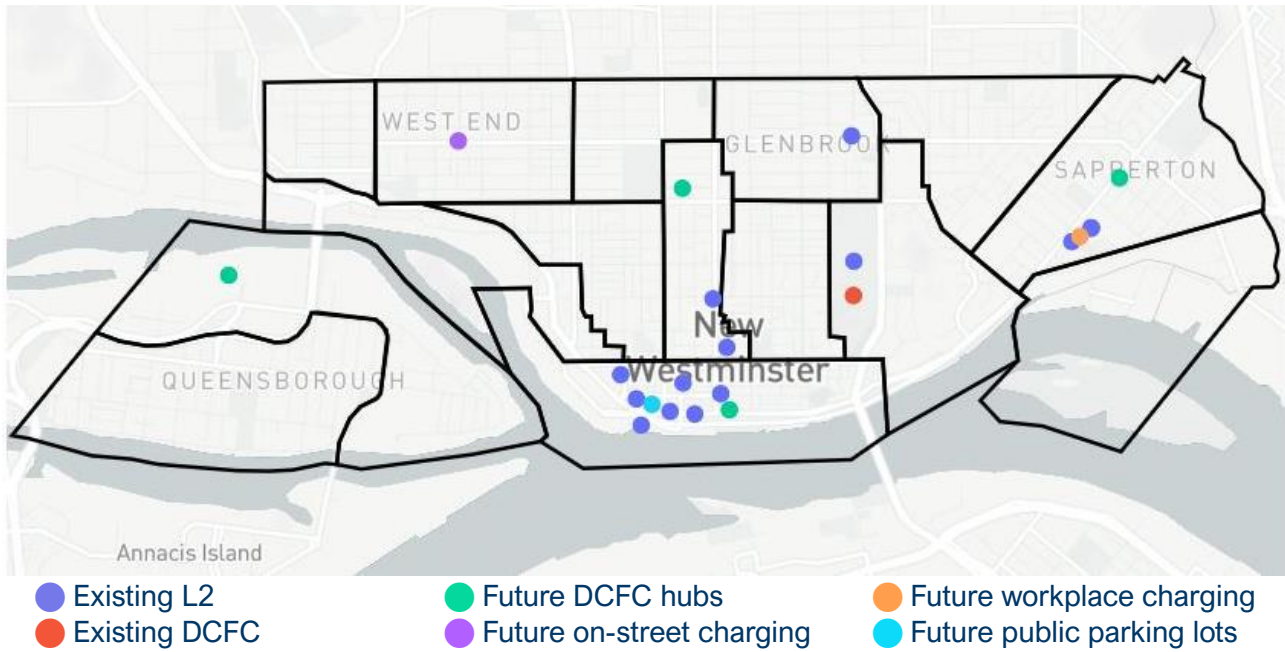 WEST END
GLENBROOK
SAPPERTON
New
Westminster
QUEENSBOROUGH
Annacis Island
Existing L2
Future DCFC hubs
Future workplace charging
Existing DCFC
Future on-street charging
Future public parking lots